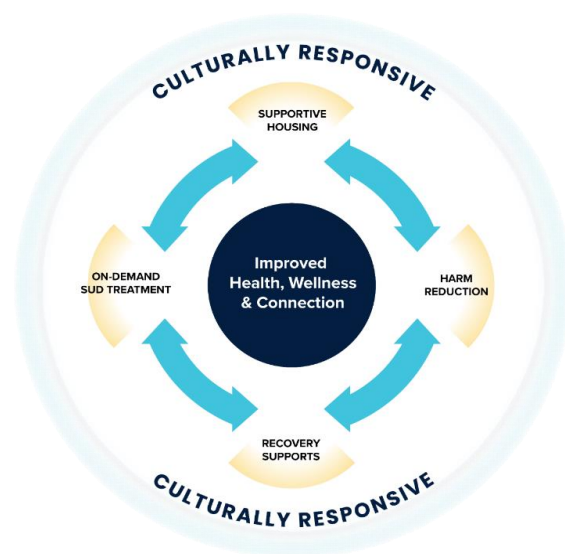 CULTURALLY RESPONSIVE
SUPPORTIVE
HOUSING
ON-DEMAND
SUD TREATMENT
Improved
Health, Wellness
& Connection
HARM
REDUCTION
RECOVERY
SUPPORTS
CULTURALLY RESPONSIVE